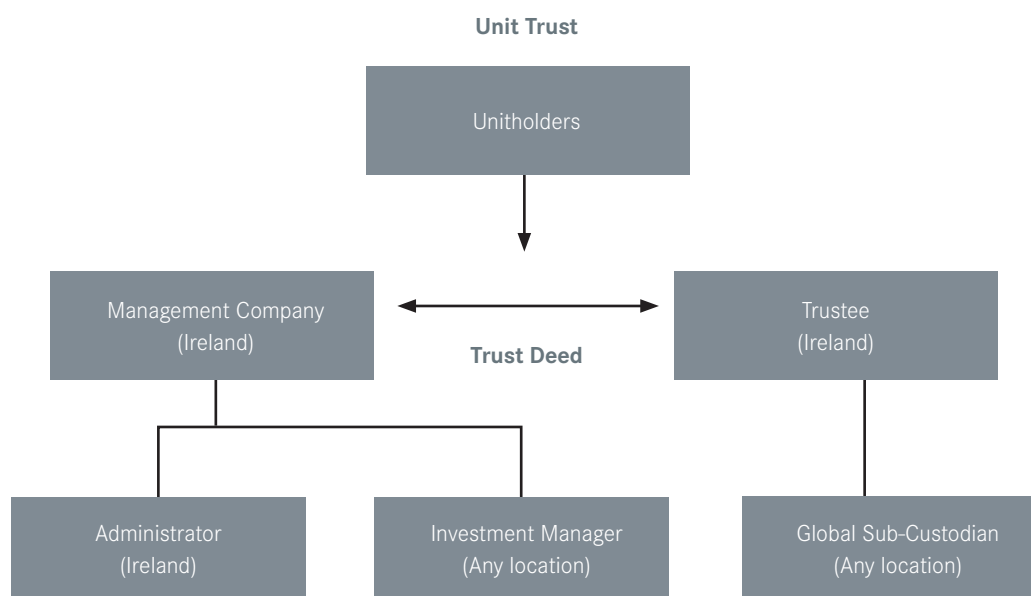 Unit Trust
Unitholders
Management Company
(Ireland)
Trustee
(Ireland)
Trust Deed
Administrator
(Ireland)
Investment Manager
(Any location)
Global Sub-Custodian
(Any location)